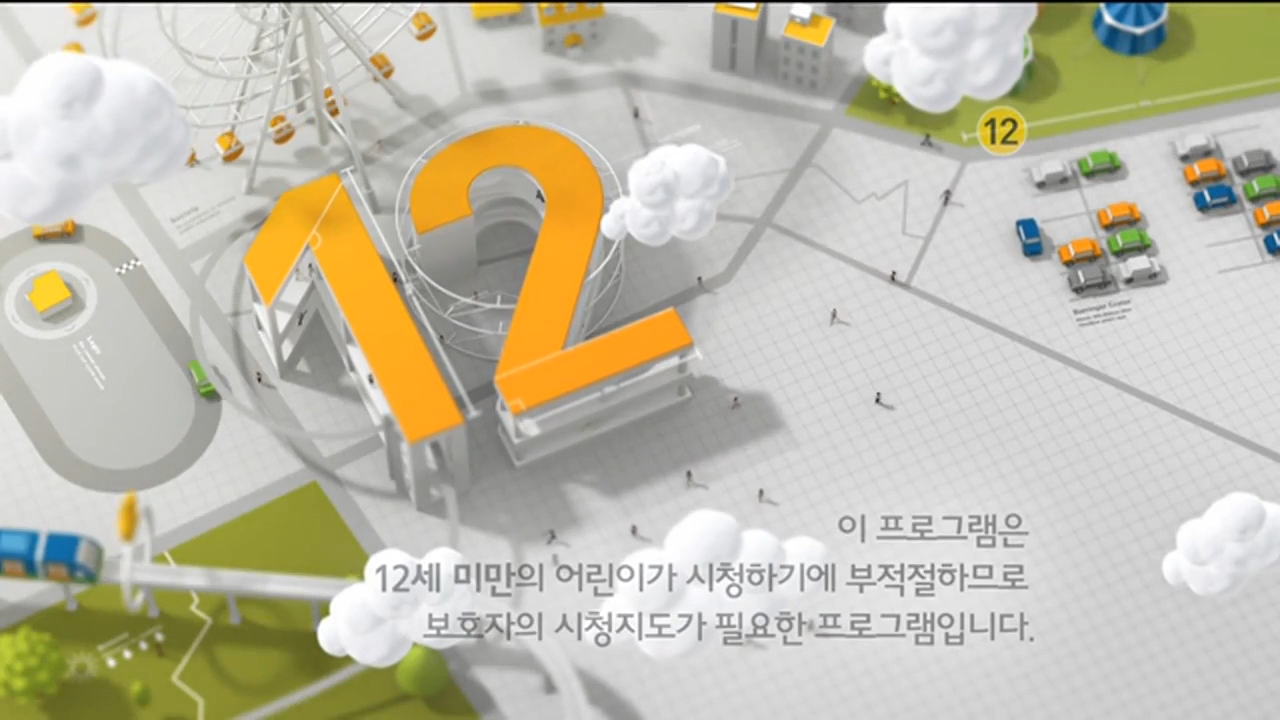 12
12
이 프로그램은
12세 미만의 어린이가 시청하기에 부적절하므로
보호자의 시청지도가 필요한 프로그램입니다.